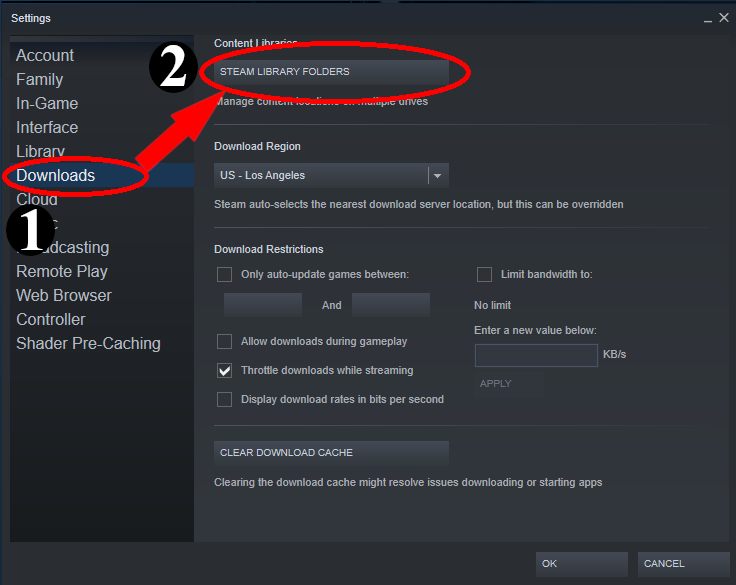 Settings
Account
Family
In-Game
Interface
Library
Downloads
Cloud
1
Remote Play
Web Browser
Controller
Shader Pre-Caching
2
Content Libraries
STEAM LIBRARY FOLDERS
Manage content locations on multiple drives
Download Region
US - Los Angeles
Steam auto-selects the nearest download server location, but this can be overridden
Download Restrictions
Only auto-update games between:
And
Allow downloads during gameplay
Throttle downloads while streaming
Display download rates in bits per second
Limit bandwidth to:
No limit
Enter a new value below:
KB/s
APPLY
CLEAR DOWNLOAD CACHE
Clearing the download cache might resolve issues downloading or starting apps
OK
CANCEL